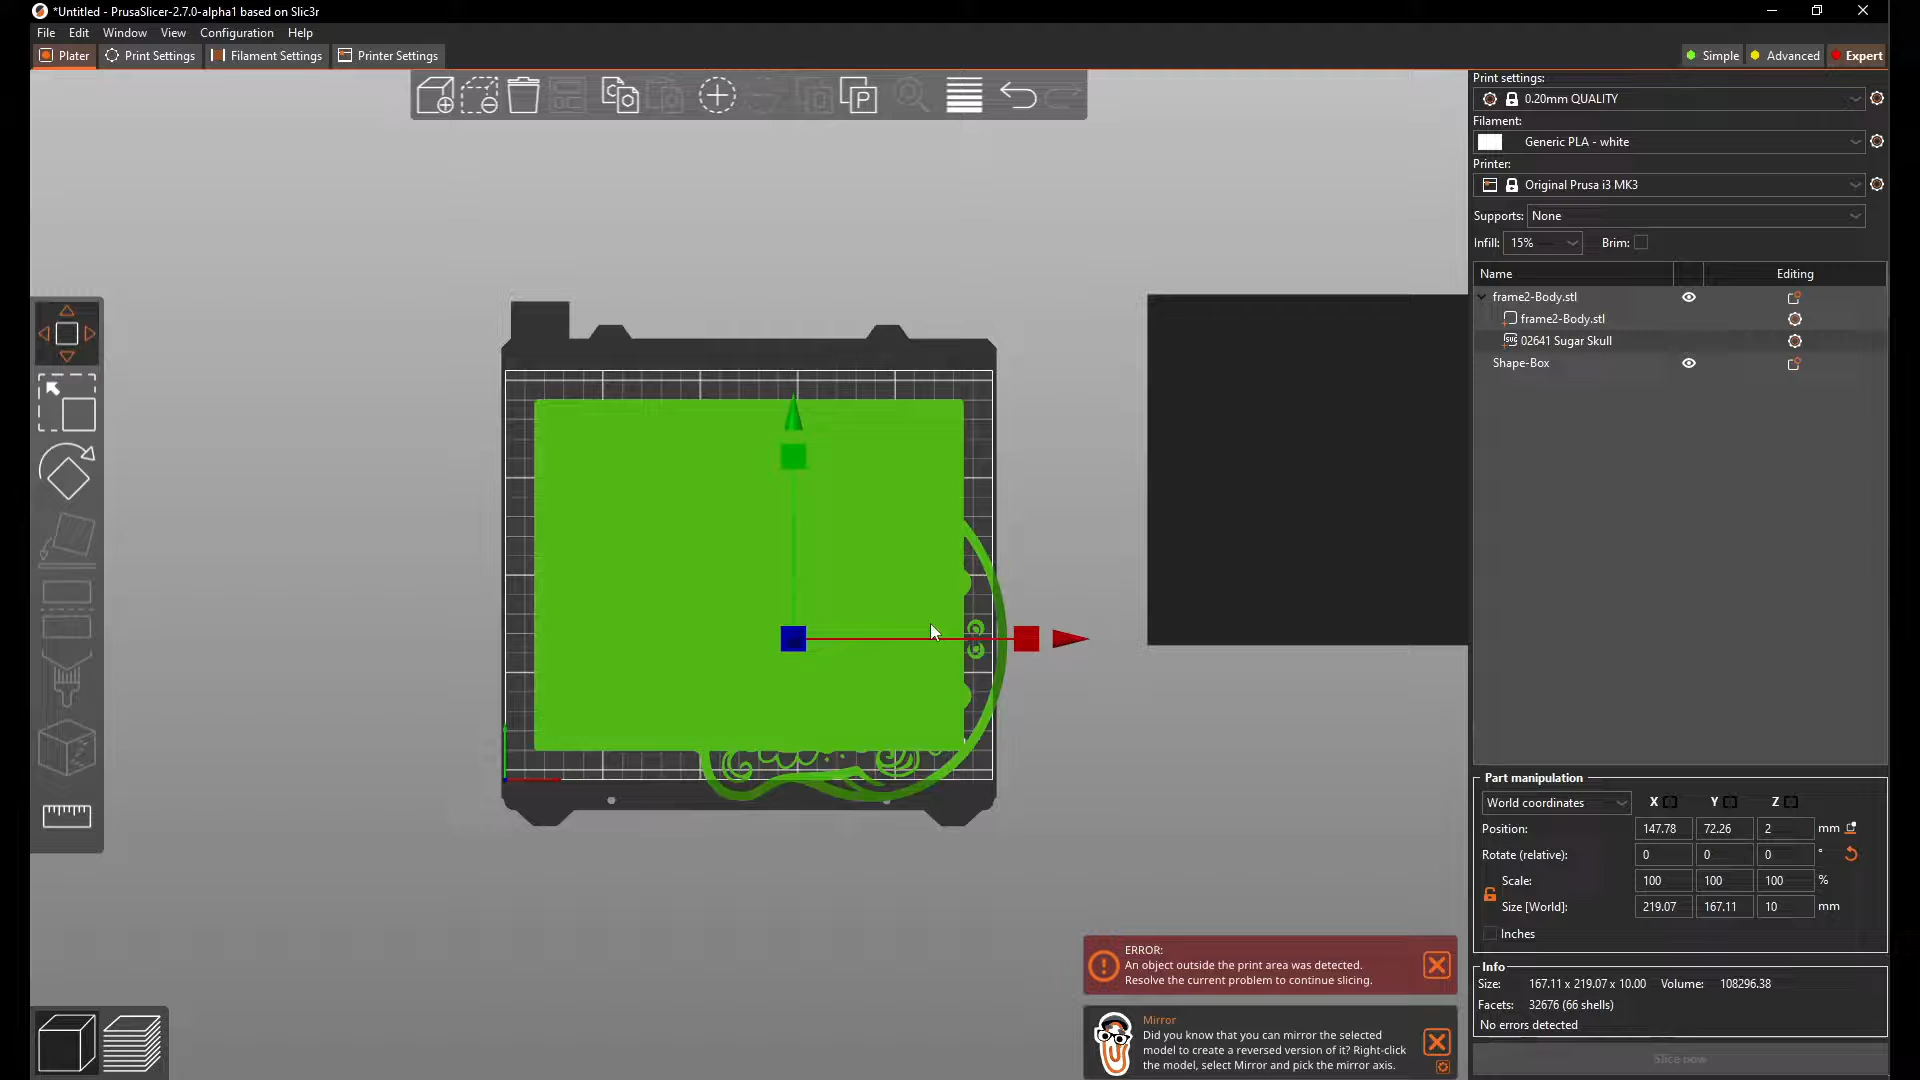 *Untitled - PrusaSlicer-2.7.0-alpha1 based on Slic3r
File Edit Window View Configuration Help
Plater Print Settings Filament Settings Printer Settings Simple Advanced Expert
Print settings:
0.20mm QUALITY
Filament:
Generic PLA - white
Printer:
Original Prusa i3 MK3
Supports: None
Infill: 15% Brim:
Name Editing
frame2-Body.stl
frame2-Body.stl
SVG 02641 Sugar Skull
Shape-Box
Part manipulation
World coordinates X Y Z
Position: 147.78 72.26 2 mm
Rotate (relative): 0 0 0 °
Scale: 100 100 100 %
Size [World]: 219.07 167.11 10 mm
Inches
Info
Size: 167.11 x 219.07 x 10.00 Volume: 108296.38
Facets: 32676 (66 shells)
No errors detected
Slice now
ERROR:
An object outside the print area was detected.
Resolve the current problem to continue slicing.
Mirror
Did you know that you can mirror the selected
model to create a reversed version of it? Right-click
the model, select Mirror and pick the mirror axis.